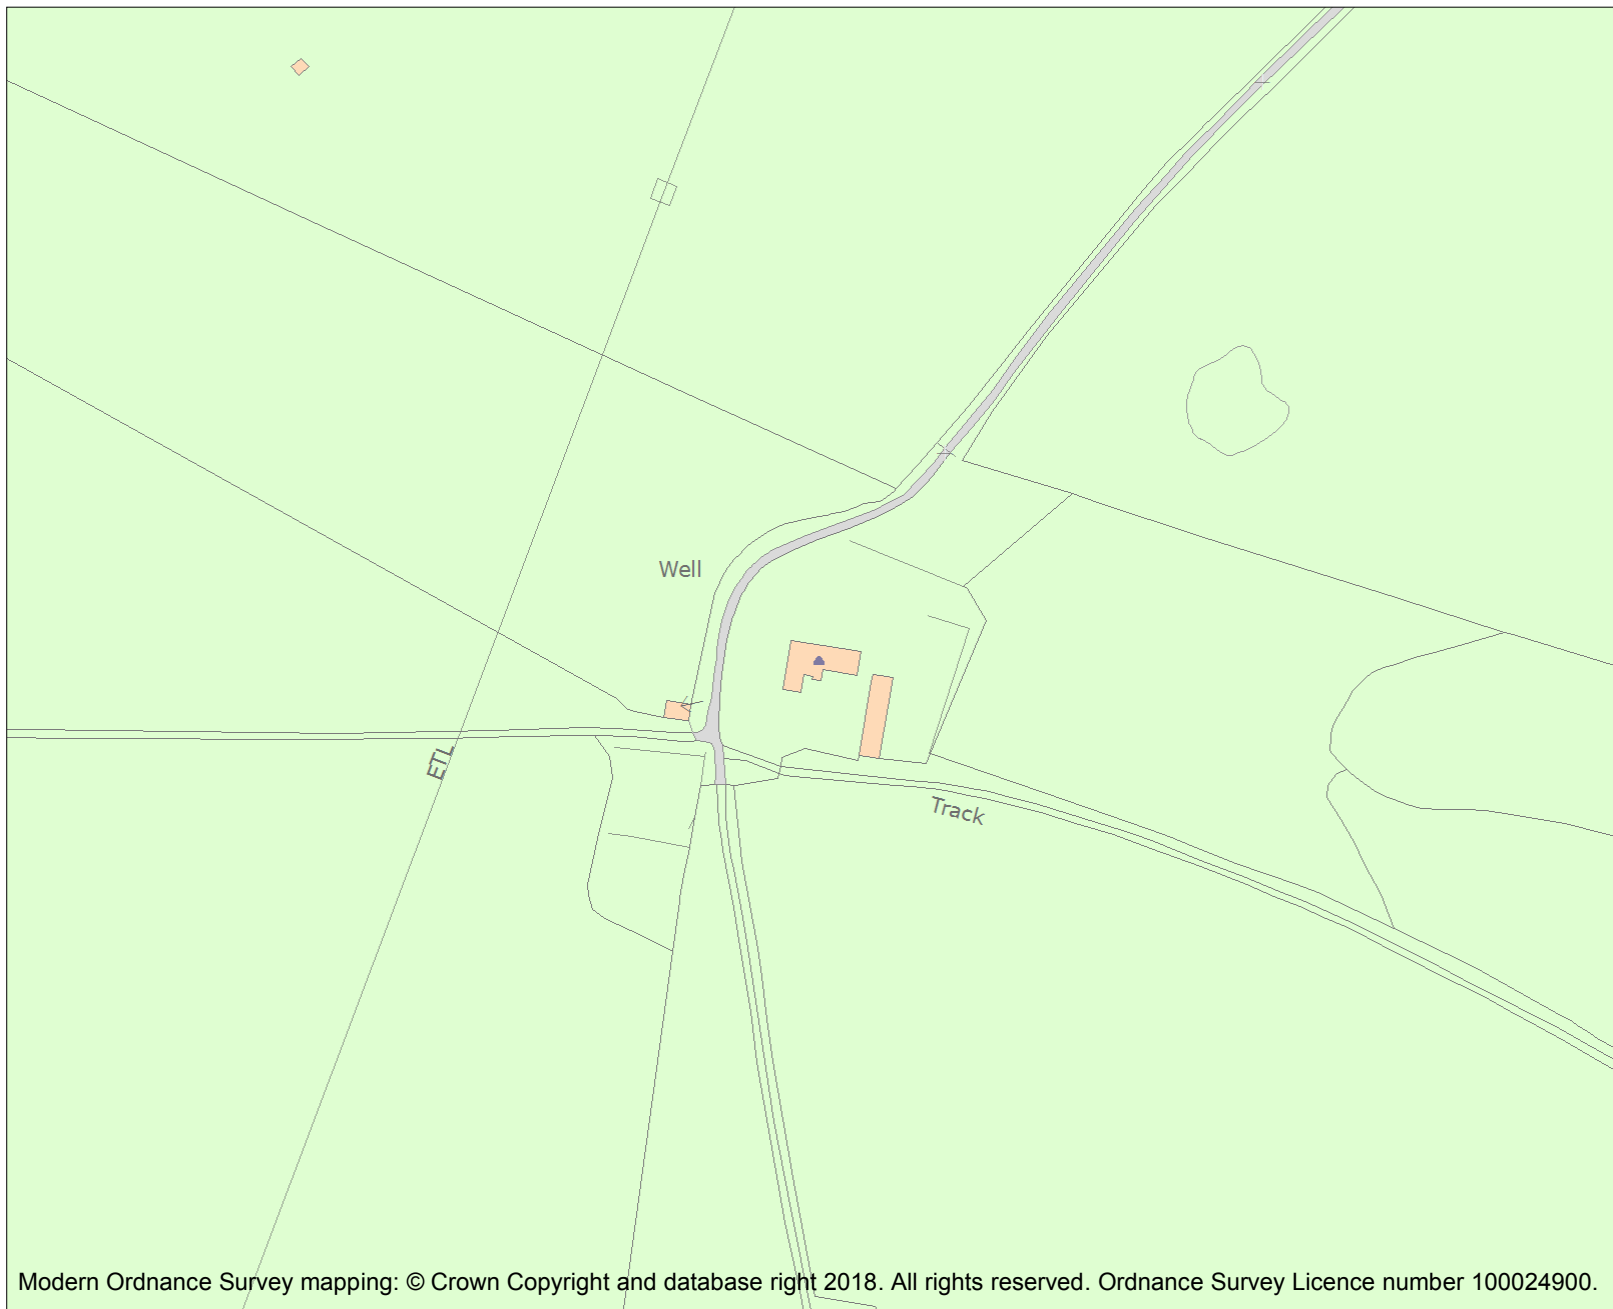 Well
ETL
Track
Modern Ordnance Survey mapping: © Crown Copyright and database right 2018. All rights reserved. Ordnance Survey Licence number 100024900.